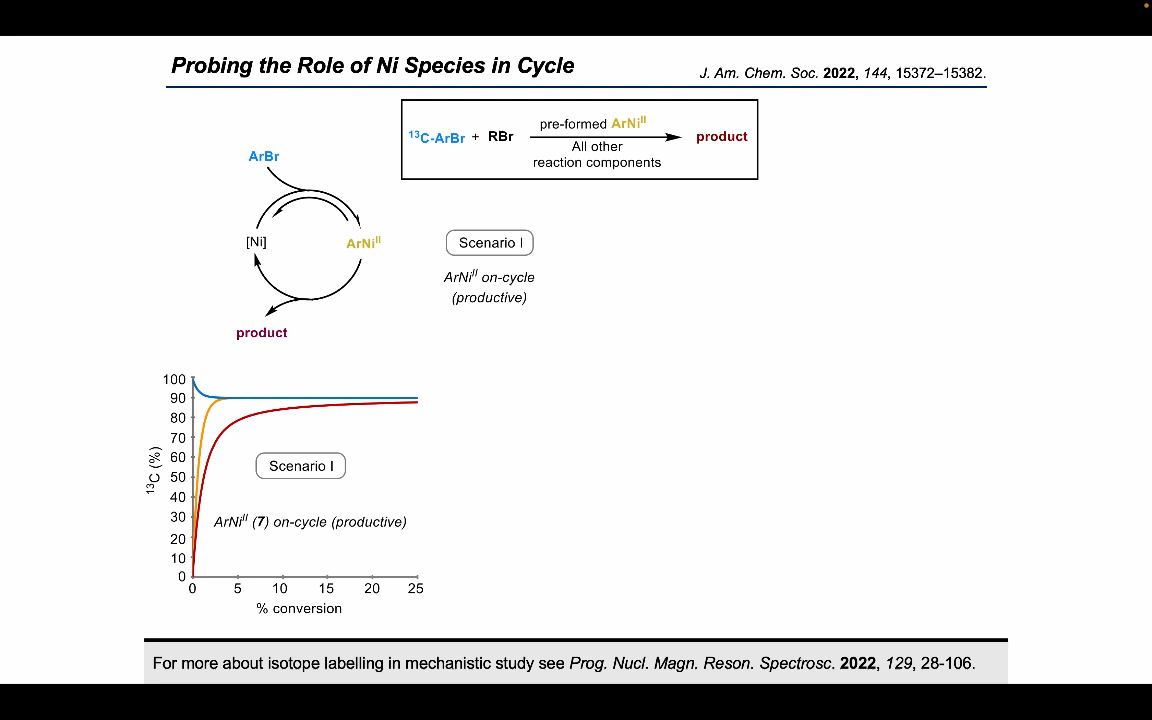 Probing the Role of Ni Species in Cycle
J. Am. Chem. Soc. 2022, 144, 15372–15382.
¹³C-ArBr + RBr
pre-formed ArNiᴵᴵ
All other
reaction components
product
ArBr
[Ni]
ArNiᴵᴵ
product
Scenario I
ArNiᴵᴵ on-cycle
(productive)
100
90
80
70
60
50
40
30
20
10
0
¹³C (%)
Scenario I
ArNiᴵᴵ (7) on-cycle (productive)
0 5 10 15 20 25
% conversion
For more about isotope labelling in mechanistic study see Prog. Nucl. Magn. Reson. Spectrosc. 2022, 129, 28-106.